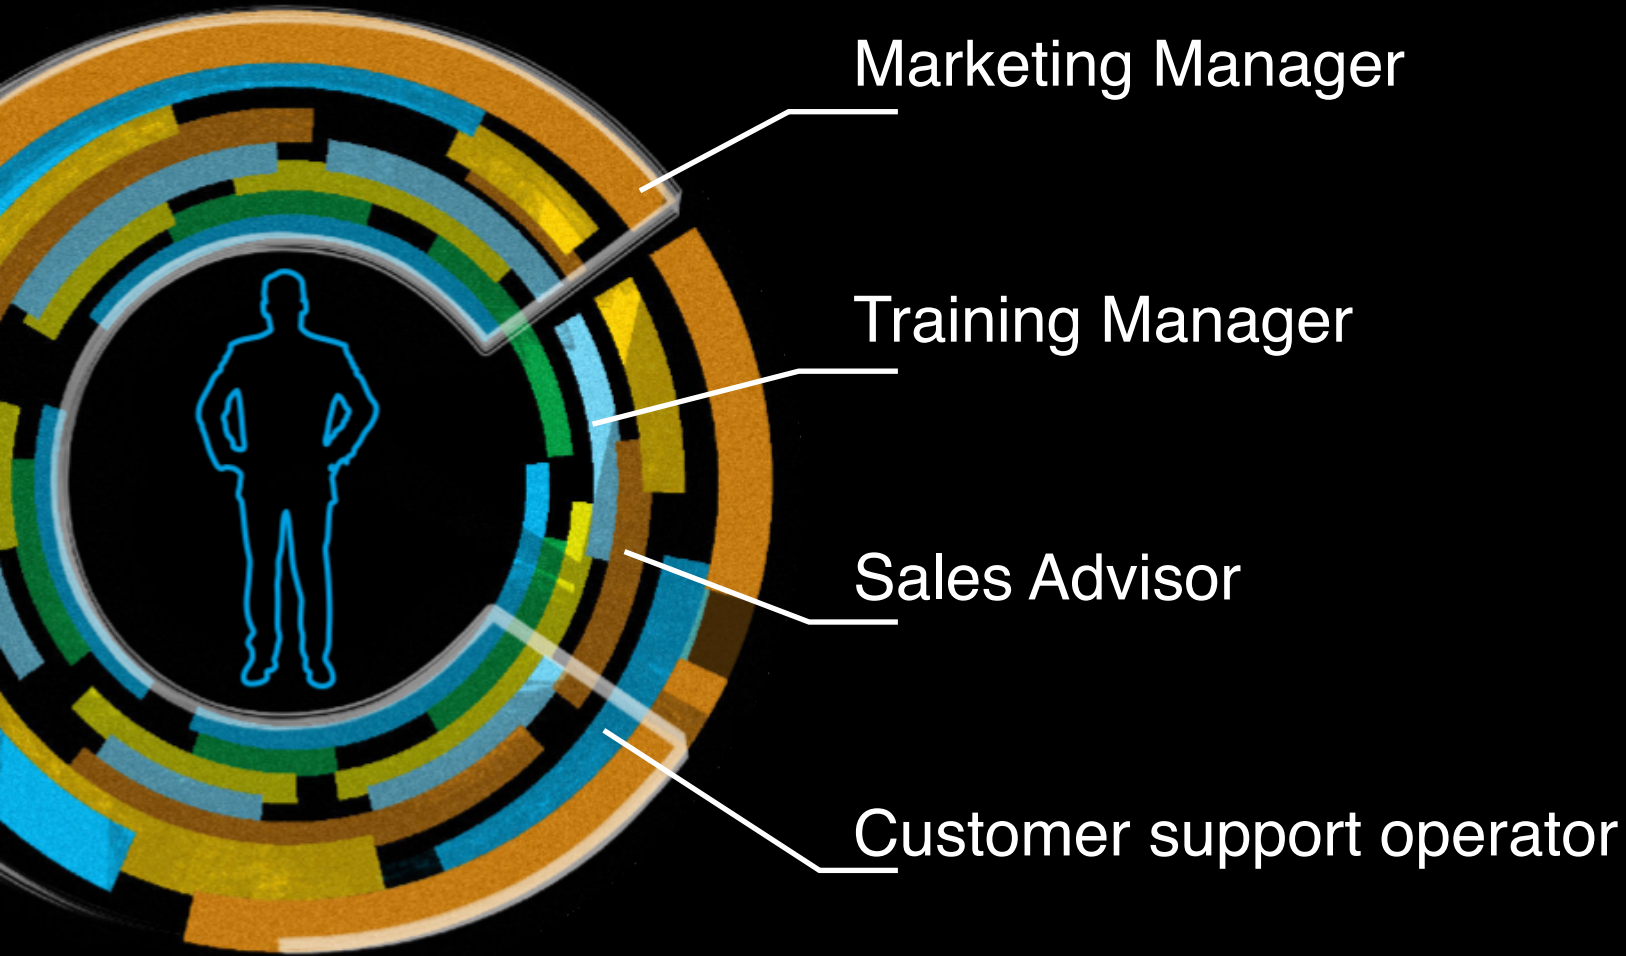 Marketing Manager
Training Manager
Sales Advisor
Customer support operator